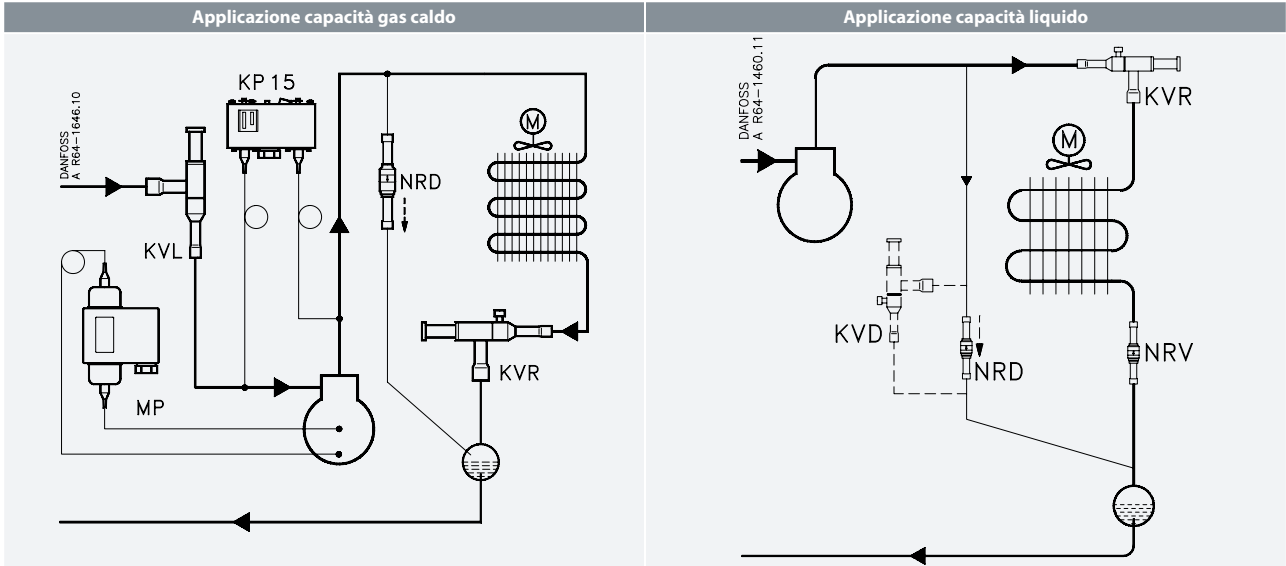 Applicazione capacità gas caldo
DANFOSS
A R64-1646.10
KP 15
M
NRD
KVL
KVR
MP
Applicazione capacità liquido
DANFOSS
A R64-1460.11
KVR
M
KVD
NRD
NRV